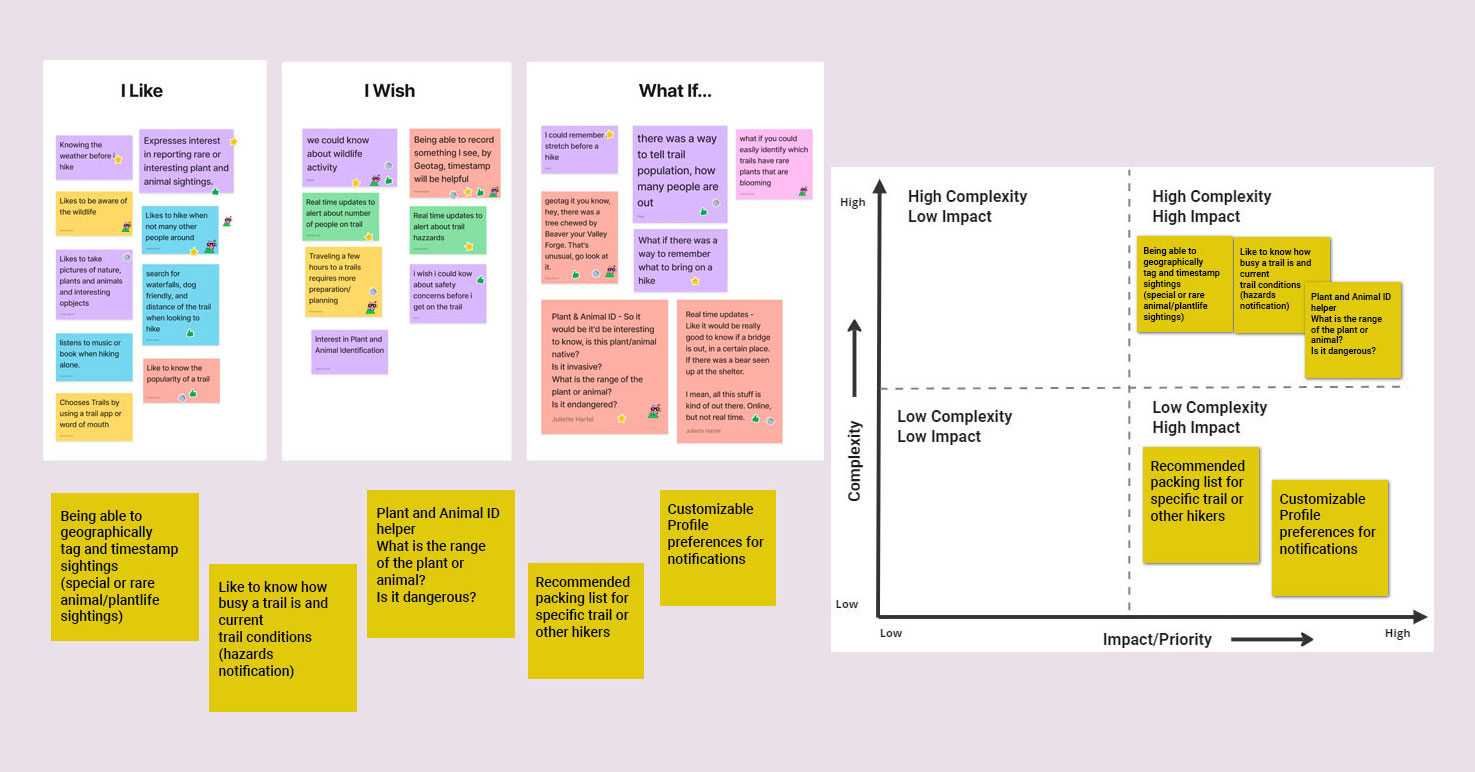 I Like
Knowing the
weather before i
hike
Expresses interest
in reporting rare or
interesting plant and
animal sightings.
Likes to be aware of
the wildlife
Likes to hike when
not many other
people around
Likes to take
pictures of nature,
plants and animals
and interesting
opbjects
search for
waterfalls, dog
friendly, and
distance of the trail
when looking to
hike
listens to music or
book when hiking
alone.
Like to know the
popularity of a trail
Chooses Trails by
using a trail app or
word of mouth
I Wish
we could know
about wildlife
activity
Being able to record
something I see, by
Geotag, timestamp
will be helpful
Real time updates to
alert about number
of people on trail
Real time updates to
alert about trail
hazzards
Traveling a few
hours to a trails
requires more
preparation/
planning
i wish i could kow
about safety
concerns before i
get on the trail
Interest in Plant and
Animal Identification
What If...
I could remember
stretch before a
hike
there was a way
to tell trail
population, how
many people are
out
what if you could
easily identify which
trails have rare
plants that are
blooming
geotag it you know,
hey, there was a
tree chewed by
Beaver your Valley
Forge. That's
unusual, go look at
it.
What if there was a
way to remember
what to bring on a
hike
Plant & Animal ID - So it
would be it'd be interesting
to know, is this plant/animal
native?
Is it invasive?
What is the range of the
plant or animal?
Is it endangered?
Juliette Hartel
Real time updates -
Like it would be really
good to know if a bridge
is out, in a certain place.
If there was a bear seen
up at the shelter.
I mean, all this stuff is
kind of out there. Online,
but not real time.
Juliette Hartel
Being able to
geographically
tag and timestamp
sightings
(special or rare
animal/plantlife
sightings)
Like to know how
busy a trail is and
current
trail conditions
(hazards
notification)
Plant and Animal ID
helper
What is the range
of the plant or
animal?
Is it dangerous?
Recommended
packing list for
specific trail or
other hikers
Customizable
Profile
preferences for
notifications
High
High Complexity
Low Impact
High Complexity
High Impact
Being able to
geographically
tag and timestamp
sightings
(special or rare
animal/plantlife
sightings)
Like to know how
busy a trail is and
current
trail conditions
(hazards
notification)
Plant and Animal ID
helper
What is the range
of the plant or
animal?
Is it dangerous?
Complexity
Low Complexity
Low Impact
Low Complexity
High Impact
Recommended
packing list for
specific trail or
other hikers
Customizable
Profile
preferences for
notifications
Low
Low
Impact/Priority
High